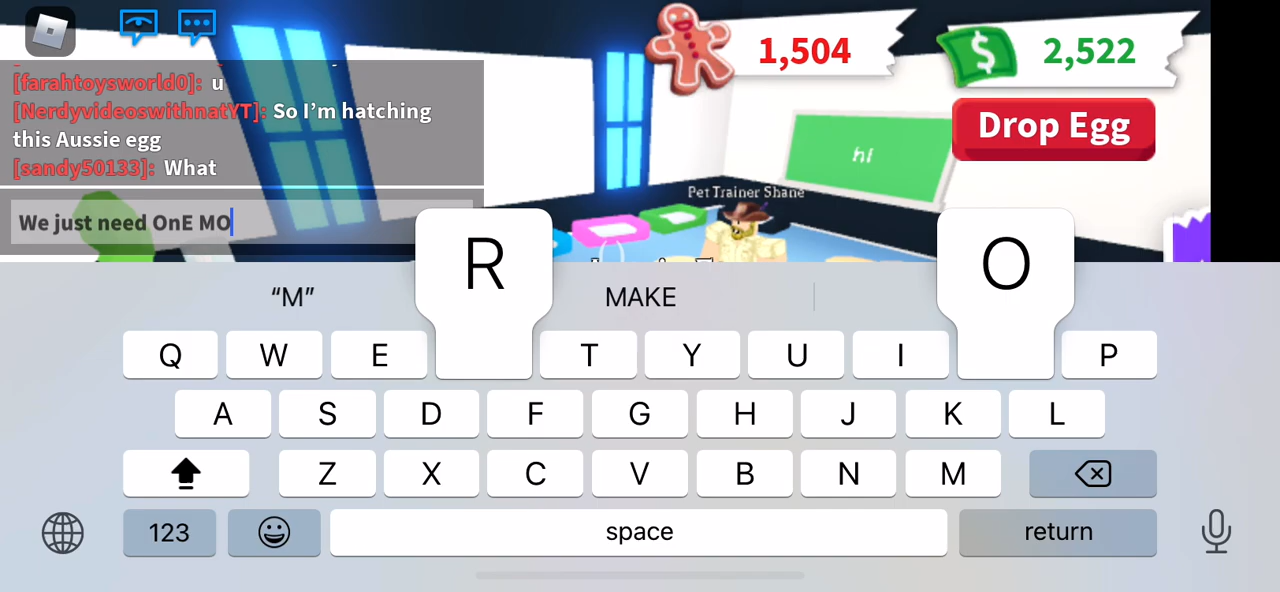 [farahtoysworld0]: u
[NerdyvideoswithnatYT]: So I’m hatching
this Aussie egg
[sandy50133]: What
We just need OnE MO
1,504
2,522
Drop Egg
hi
Pet Trainer Shane
“M”
MAKE
R
O
Q W E T Y U I P
A S D F G H J K L
Z X C V B N M
123 space return